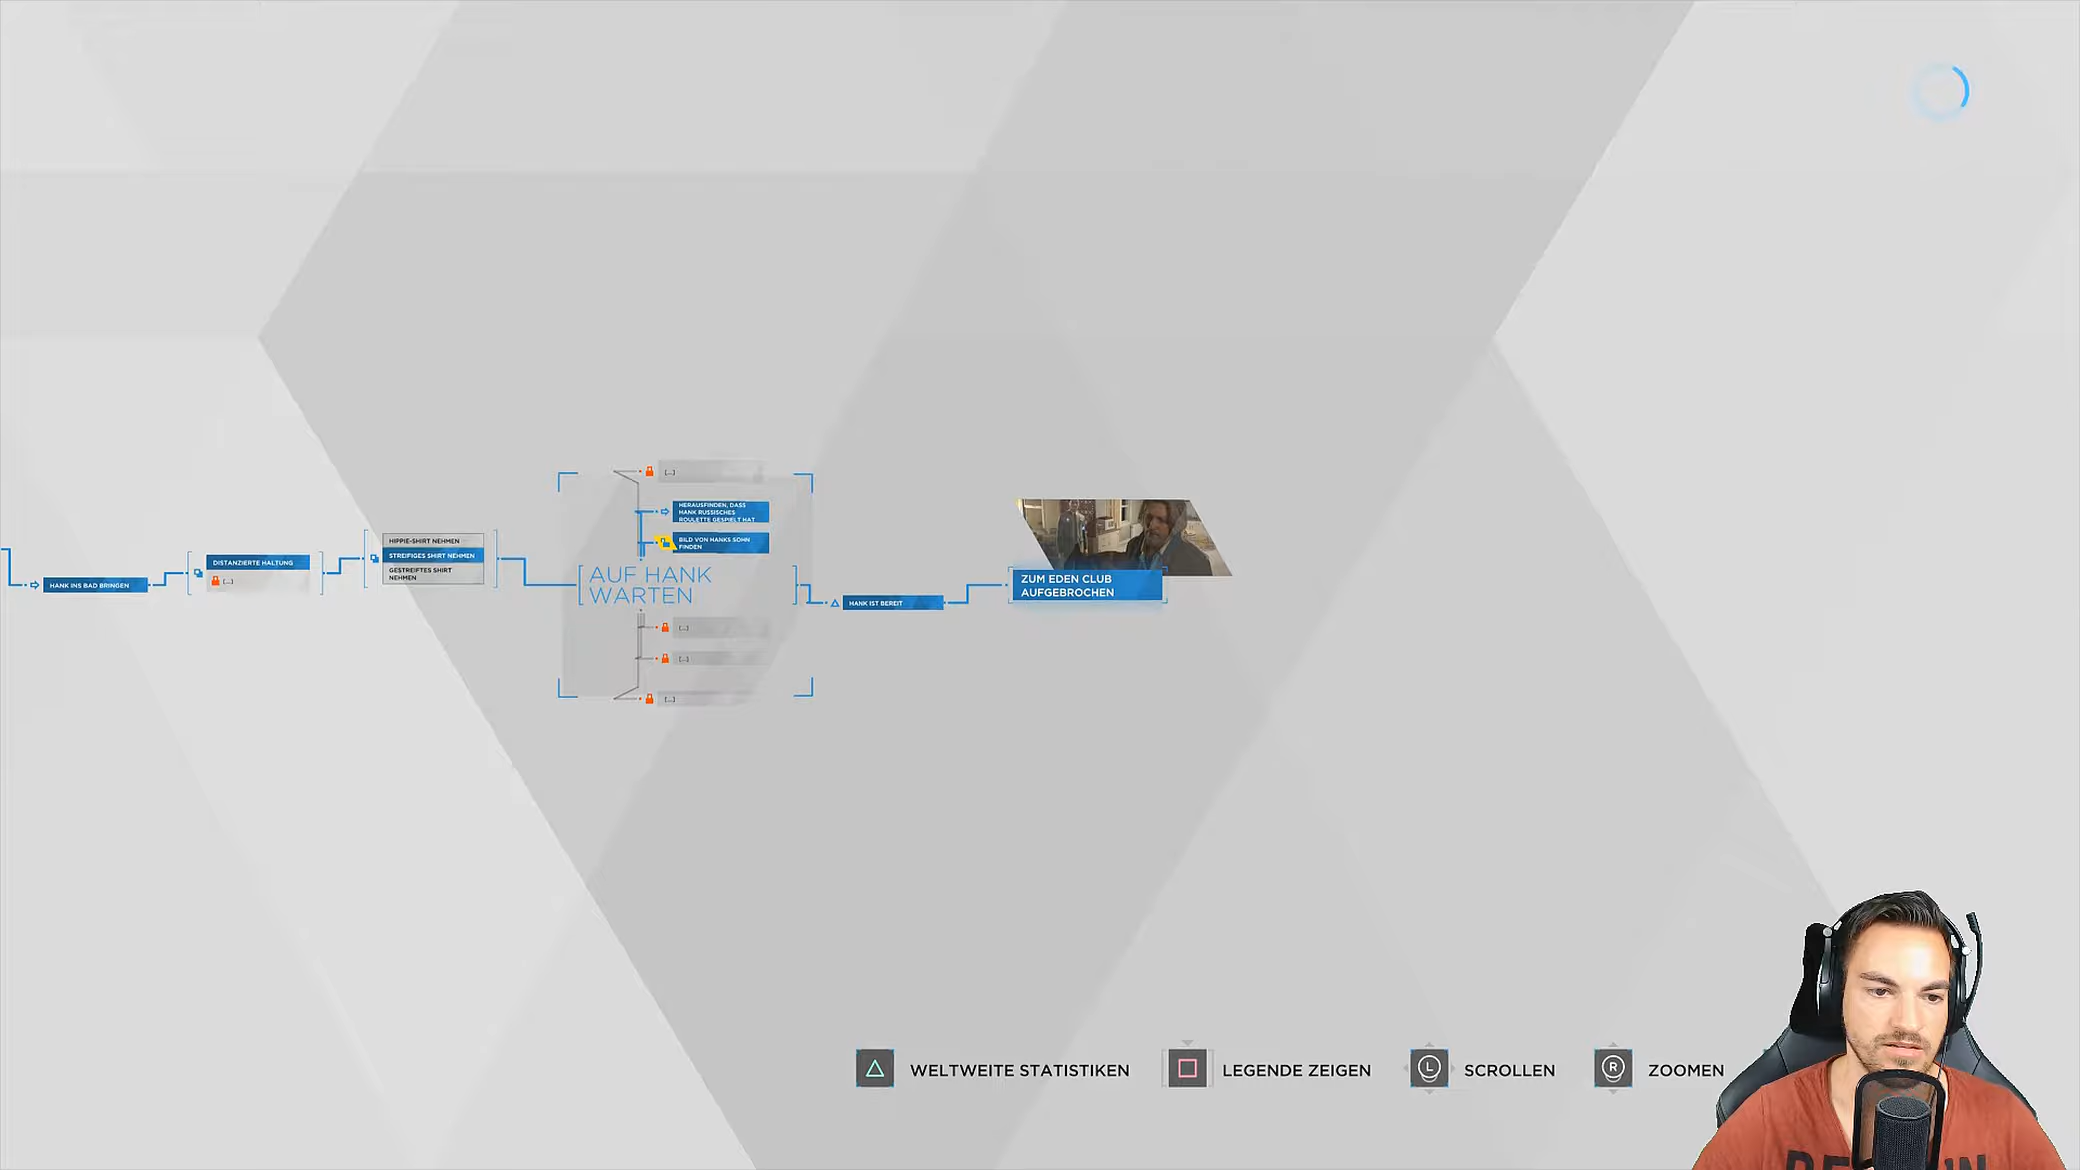 HANK INS BAD BRINGEN
DISTANZIERTE HALTUNG
[...]
HIPPIE-SHIRT NEHMEN
STREIFIGES SHIRT NEHMEN
GESTREIFTES SHIRT
NEHMEN
[...]
HERAUSFINDEN, DASS
HANK RUSSISCHES
ROULETTE GESPIELT HAT
BILD VON HANKS SOHN
FINDEN
AUF HANK
WARTEN
[...]
[...]
[...]
HANK IST BEREIT
ZUM EDEN CLUB
AUFGEBROCHEN
WELTWEITE STATISTIKEN
LEGENDE ZEIGEN
L
SCROLLEN
R
ZOOMEN